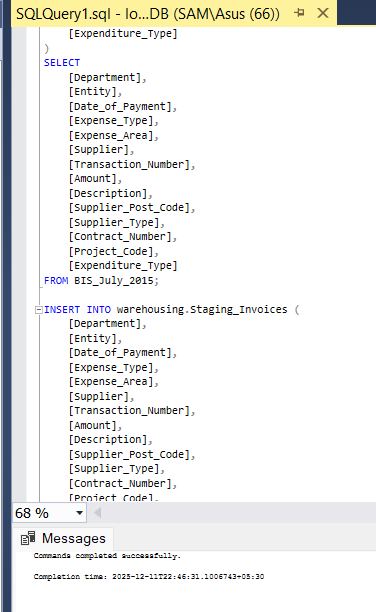 SQLQuery1.sql - lo...DB (SAM\Asus (66))
[Expenditure_Type]
)
SELECT
[Department],
[Entity],
[Date_of_Payment],
[Expense_Type],
[Expense_Area],
[Supplier],
[Transaction_Number],
[Amount],
[Description],
[Supplier_Post_Code],
[Supplier_Type],
[Contract_Number],
[Project_Code],
[Expenditure_Type]
FROM BIS_July_2015;
INSERT INTO warehousing.Staging_Invoices (
[Department],
[Entity],
[Date_of_Payment],
[Expense_Type],
[Expense_Area],
[Supplier],
[Transaction_Number],
[Amount],
[Description],
[Supplier_Post_Code],
[Supplier_Type],
[Contract_Number],
[Project_Code],
68 %
Messages
Commands completed successfully.
Completion time: 2025-12-11T22:46:31.1006743+05:30